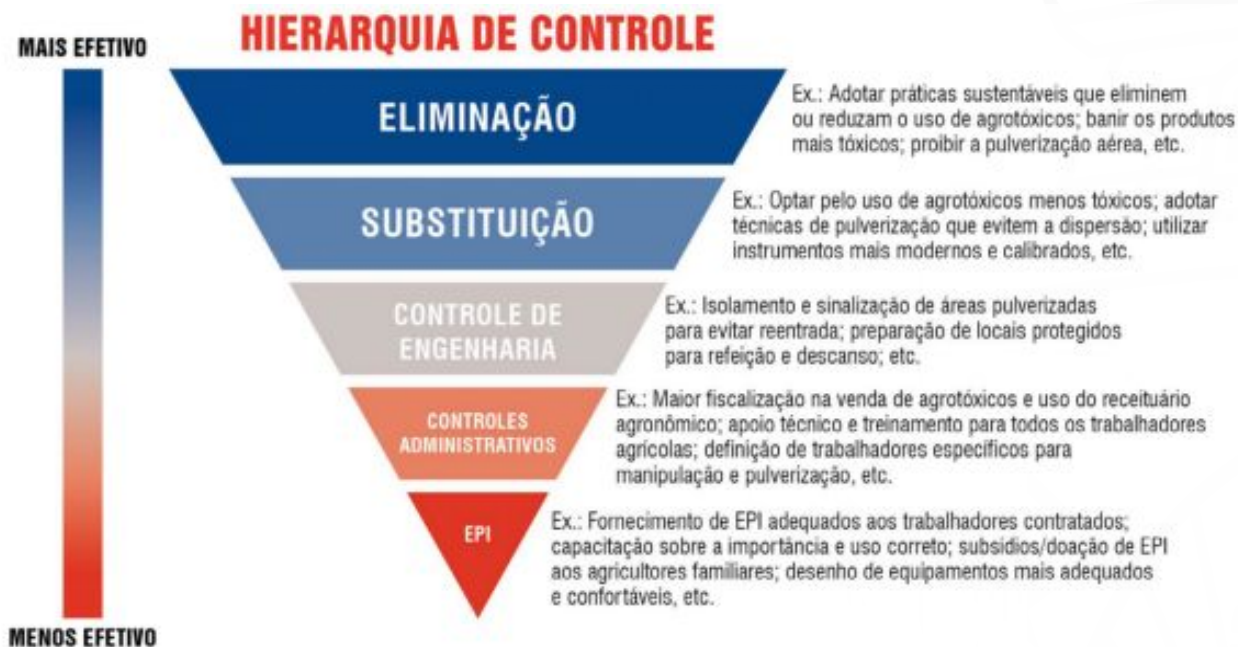 HIERARQUIA DE CONTROLE
MAIS EFETIVO
ELIMINAÇÃO
Ex.: Adotar práticas sustentáveis que eliminem
ou reduzam o uso de agrotóxicos; banir os produtos
mais tóxicos; proibir a pulverização aérea, etc.
SUBSTITUIÇÃO
Ex.: Optar pelo uso de agrotóxicos menos tóxicos; adotar
técnicas de pulverização que evitem a dispersão; utilizar
instrumentos mais modernos e calibrados, etc.
CONTROLE DE
ENGENHARIA
Ex.: Isolamento e sinalização de áreas pulverizadas
para evitar reentrada; preparação de locais protegidos
para refeição e descanso; etc.
CONTROLES
ADMINISTRATIVOS
Ex.: Maior fiscalização na venda de agrotóxicos e uso do receituário
agronômico; apoio técnico e treinamento para todos os trabalhadores
agrícolas; definição de trabalhadores específicos para
manipulação e pulverização, etc.
EPI
Ex.: Fornecimento de EPI adequados aos trabalhadores contratados;
capacitação sobre a importância e uso correto; subsídios/doação de EPI
aos agricultores familiares; desenho de equipamentos mais adequados
e confortáveis, etc.
MENOS EFETIVO